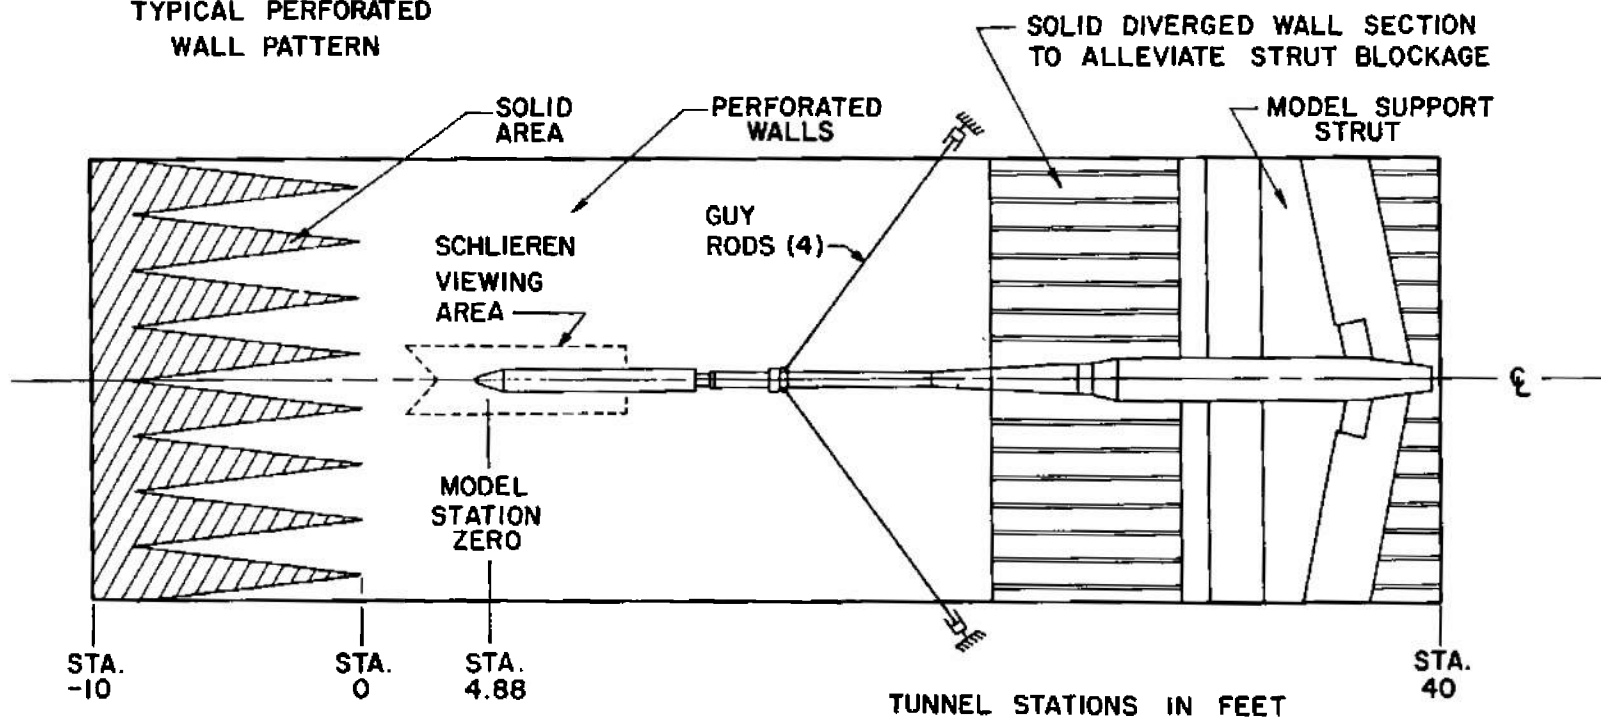 TYPICAL PERFORATED
WALL PATTERN
SOLID DIVERGED WALL SECTION
TO ALLEVIATE STRUT BLOCKAGE
SOLID
AREA
PERFORATED
WALLS
MODEL SUPPORT
STRUT
GUY
RODS (4)
SCHLIEREN
VIEWING
AREA
℄
MODEL
STATION
ZERO
STA.
-10
STA.
0
STA.
4.88
STA.
40
TUNNEL STATIONS IN FEET